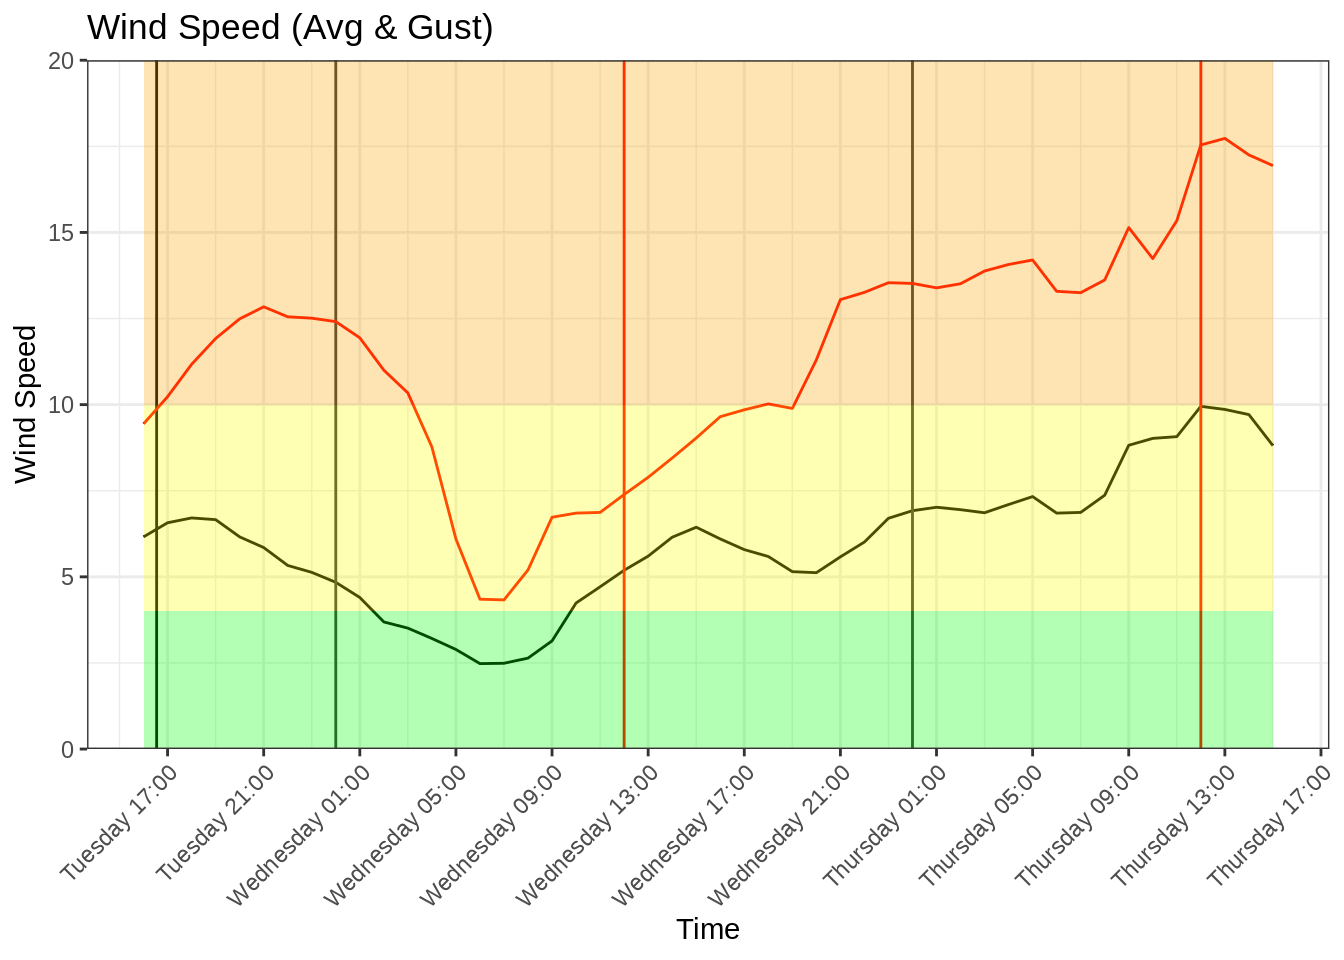 Wind Speed (Avg & Gust)
20
15
10
5
0
Wind Speed
Tuesday 17:00
Tuesday 21:00
Wednesday 01:00
Wednesday 05:00
Wednesday 09:00
Wednesday 13:00
Wednesday 17:00
Wednesday 21:00
Thursday 01:00
Thursday 05:00
Thursday 09:00
Thursday 13:00
Thursday 17:00
Time